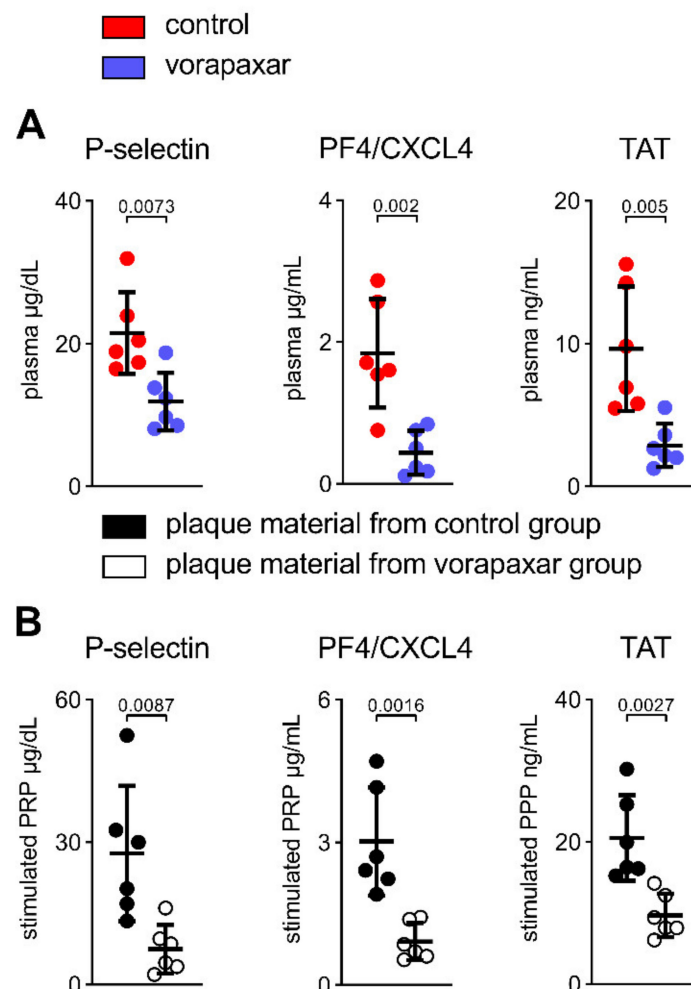 control
vorapaxar
A
P-selectin PF4/CXCL4 TAT
40 4 20
0.0073 0.002 0.005
plasma µg/dL plasma µg/mL plasma ng/mL
20 2 10
0 0 0
plaque material from control group
plaque material from vorapaxar group
B
P-selectin PF4/CXCL4 TAT
60 6 40
0.0087 0.0016 0.0027
stimulated PRP µg/dL stimulated PRP µg/mL stimulated PPP ng/mL
30 3 20
0 0 0